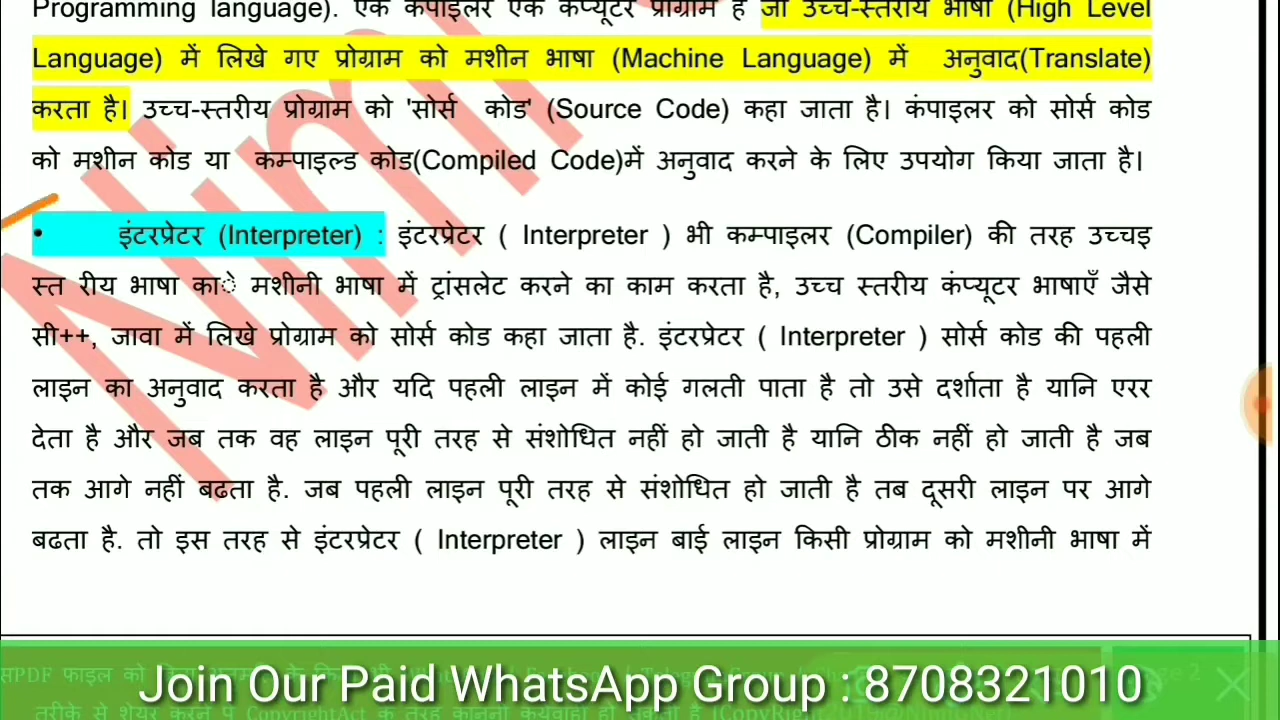 Programming language). एक कंपाइलर एक कंप्यूटर प्रोग्राम है जो उच्च-स्तरीय भाषा (High Level
Language) में लिखे गए प्रोग्राम को मशीन भाषा (Machine Language) में अनुवाद(Translate)
करता है। उच्च-स्तरीय प्रोग्राम को 'सोर्स कोड' (Source Code) कहा जाता है। कंपाइलर को सोर्स कोड
को मशीन कोड या कम्पाइल्ड कोड(Compiled Code)में अनुवाद करने के लिए उपयोग किया जाता है।
• इंटरप्रेटर (Interpreter) : इंटरप्रेटर ( Interpreter ) भी कम्पाइलर (Compiler) की तरह उच्चइ
स्त रीय भाषा काे मशीनी भाषा में ट्रांसलेट करने का काम करता है, उच्च स्तरीय कंप्यूटर भाषाएँ जैसे
सी++, जावा में लिखे प्रोग्राम को सोर्स कोड कहा जाता है. इंटरप्रेटर ( Interpreter ) सोर्स कोड की पहली
लाइन का अनुवाद करता है और यदि पहली लाइन में कोई गलती पाता है तो उसे दर्शाता है यानि एरर
देता है और जब तक वह लाइन पूरी तरह से संशोधित नहीं हो जाती है यानि ठीक नहीं हो जाती है जब
तक आगे नहीं बढता है. जब पहली लाइन पूरी तरह से संशोधित हो जाती है तब दूसरी लाइन पर आगे
बढता है. तो इस तरह से इंटरप्रेटर ( Interpreter ) लाइन बाई लाइन किसी प्रोग्राम को मशीनी भाषा में
Join Our Paid WhatsApp Group : 8708321010